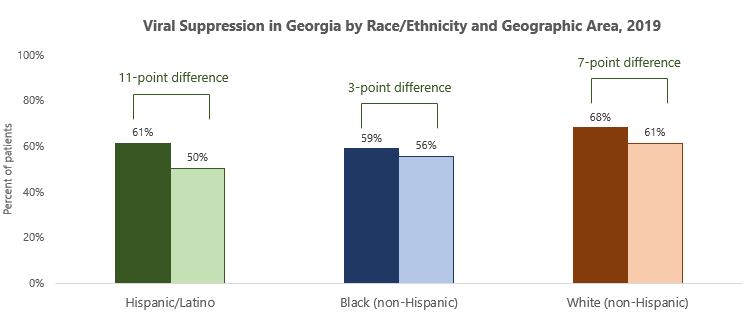 Viral Suppression in Georgia by Race/Ethnicity and Geographic Area, 2019
Percent of patients
100%
80%
60%
40%
20%
0%
11-point difference
61%
50%
3-point difference
59%
56%
7-point difference
68%
61%
Hispanic/Latino
Black (non-Hispanic)
White (non-Hispanic)